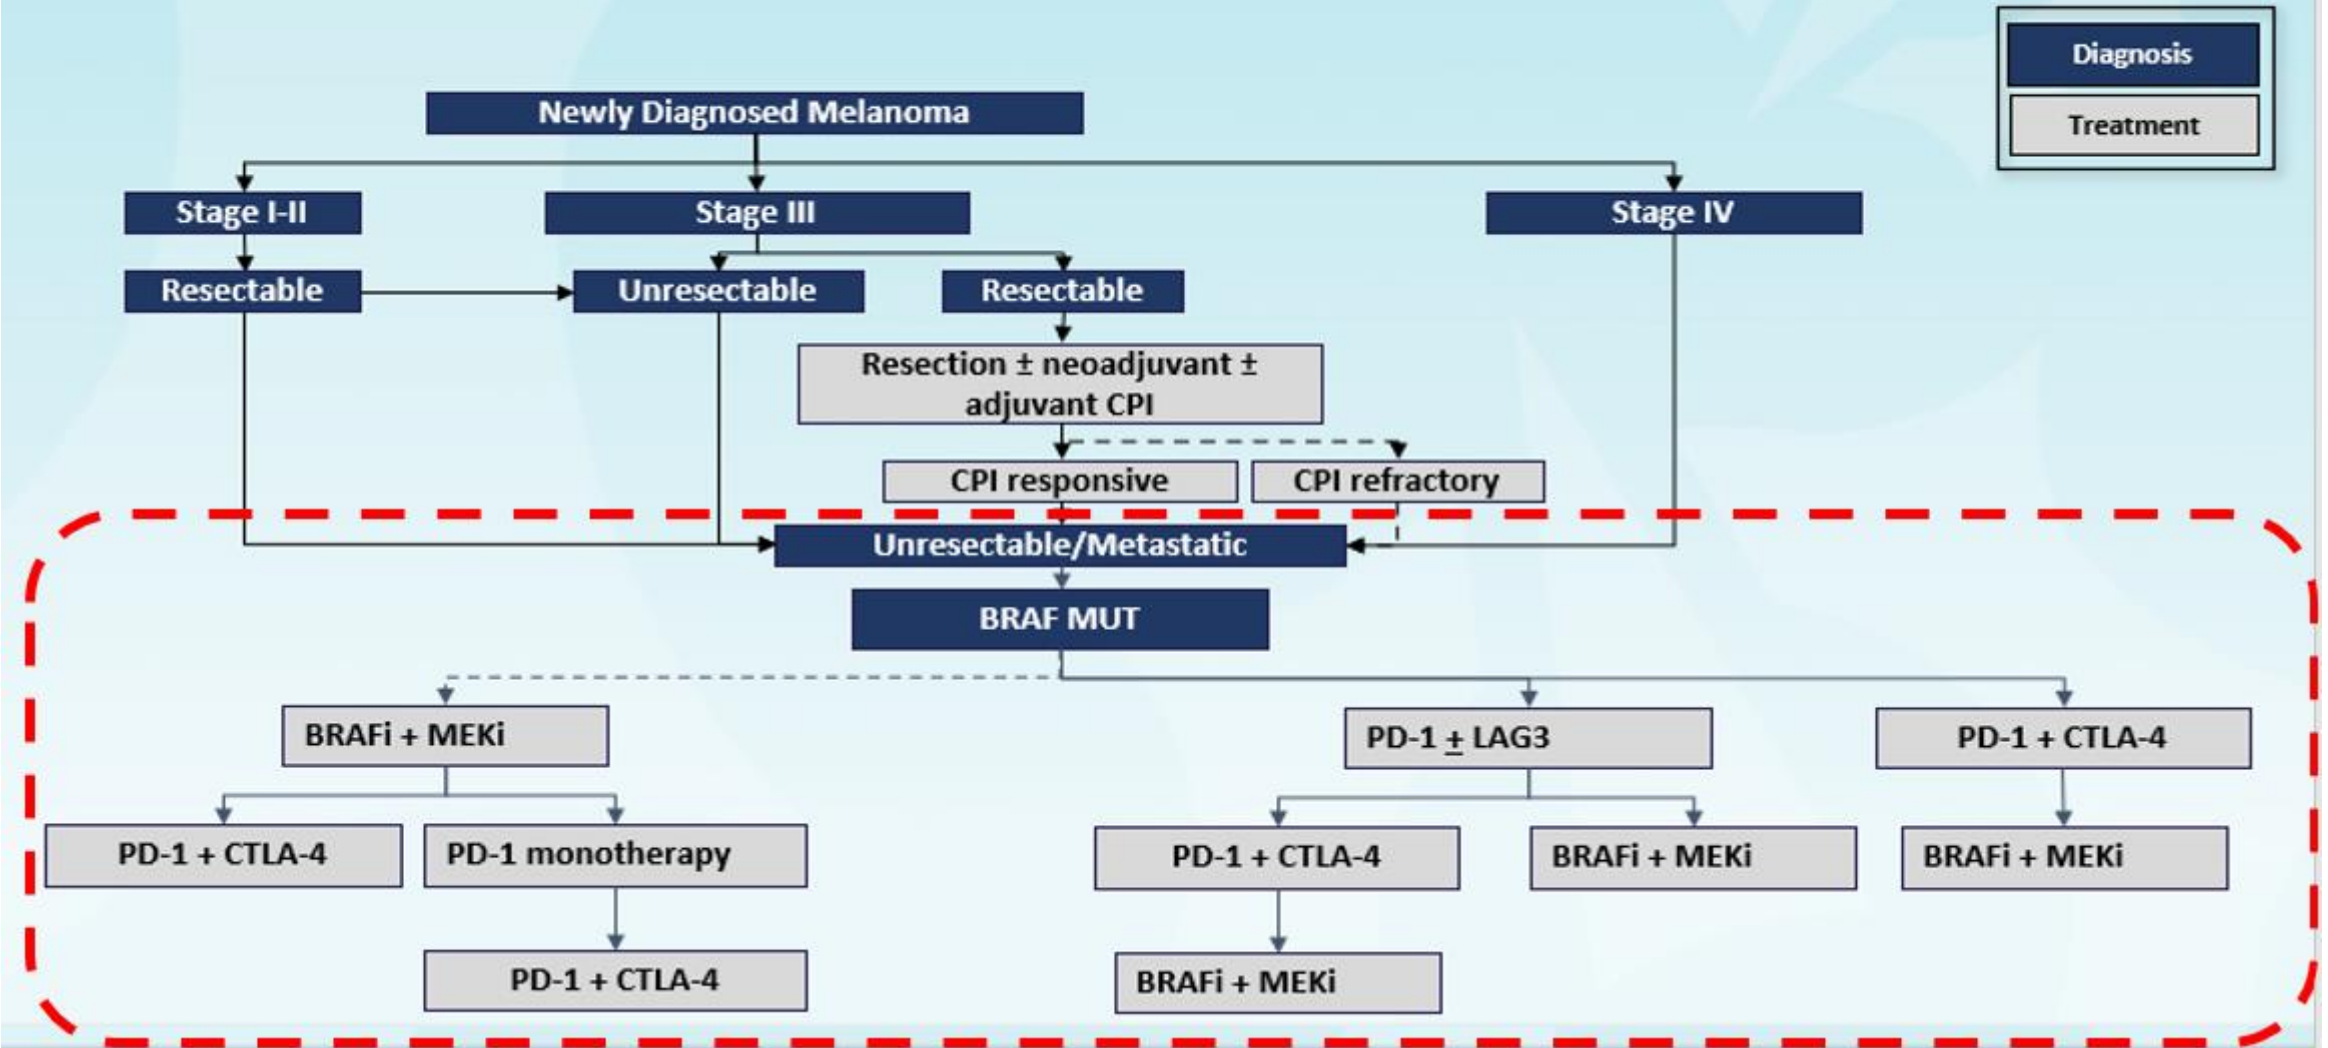 Diagnosis
Treatment
Newly Diagnosed Melanoma
Stage I-II
Stage III
Stage IV
Resectable
Unresectable
Resectable
Resection ± neoadjuvant ±
adjuvant CPI
CPI responsive
CPI refractory
Unresectable/Metastatic
BRAF MUT
BRAFi + MEKi
PD-1 ± LAG3
PD-1 + CTLA-4
PD-1 + CTLA-4
PD-1 monotherapy
PD-1 + CTLA-4
BRAFi + MEKi
BRAFi + MEKi
PD-1 + CTLA-4
BRAFi + MEKi